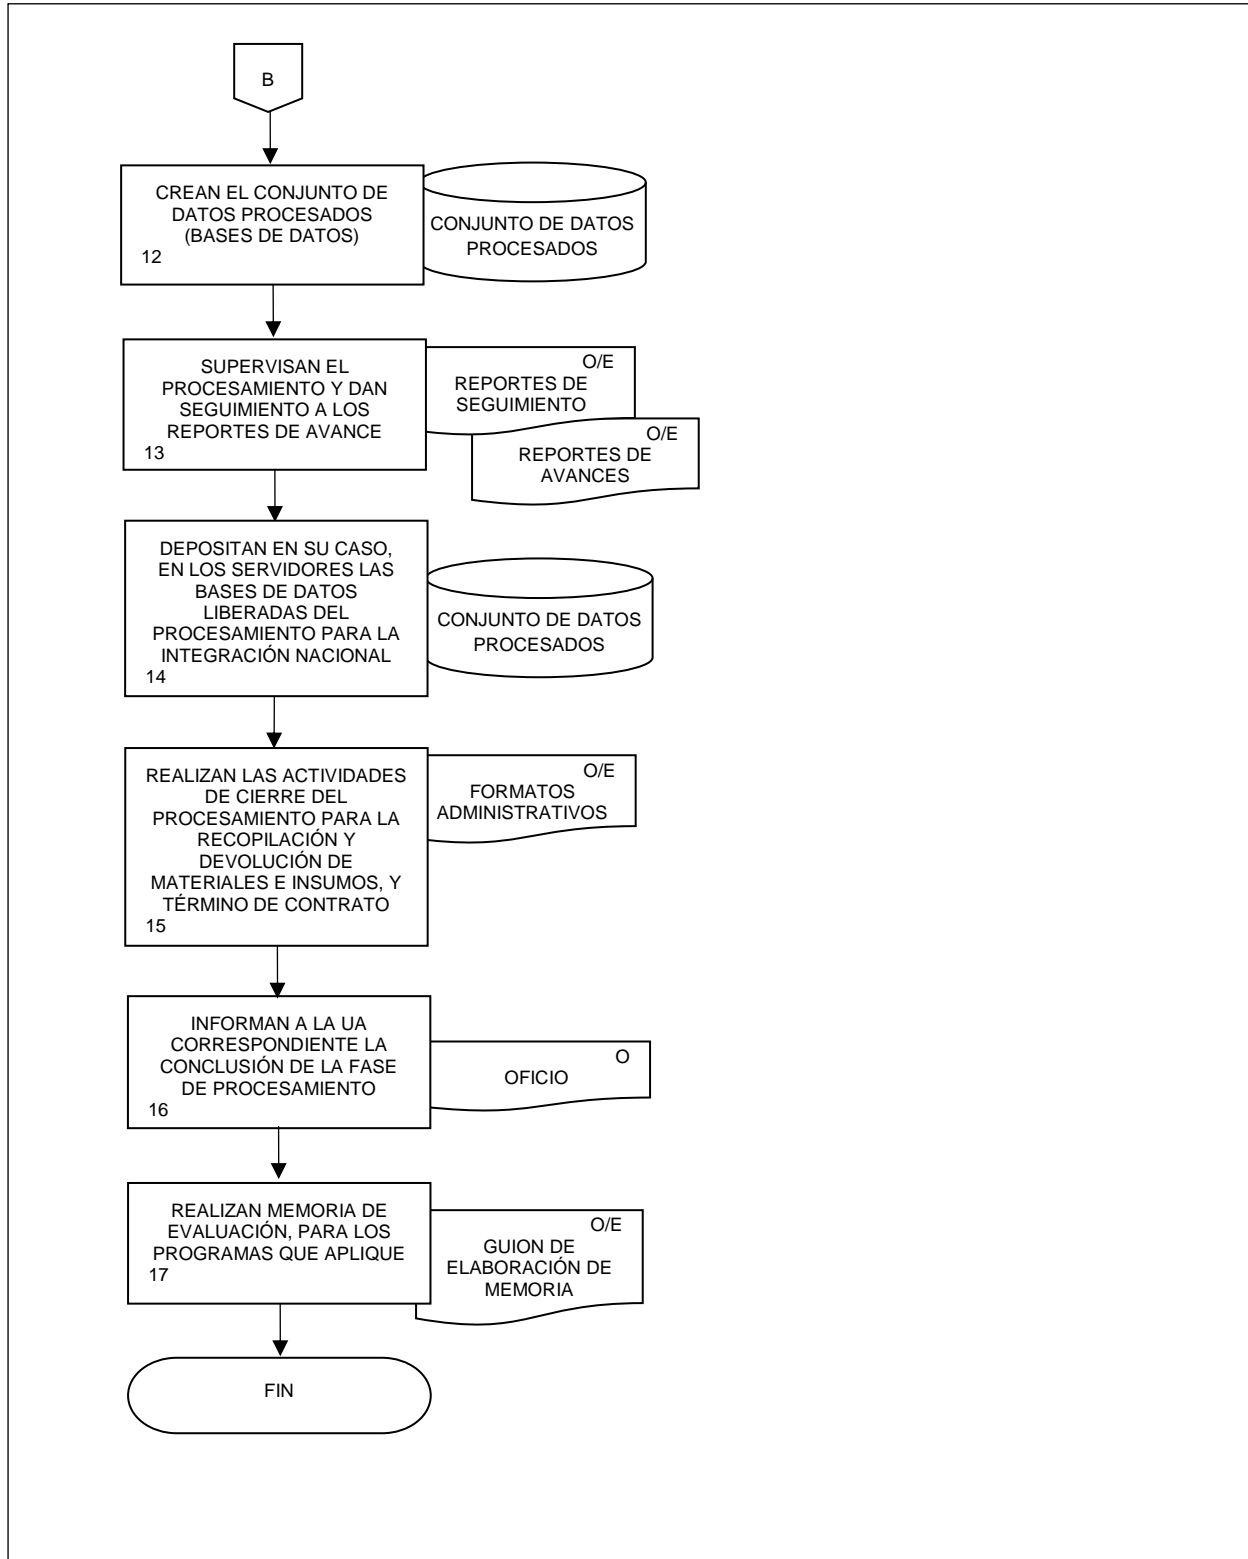 B
CREAN EL CONJUNTO DE
DATOS PROCESADOS
(BASES DE DATOS)
12
CONJUNTO DE DATOS
PROCESADOS
SUPERVISAN EL
PROCESAMIENTO Y DAN
SEGUIMIENTO A LOS
REPORTES DE AVANCE
13
O/E
REPORTES DE
SEGUIMIENTO
O/E
REPORTES DE
AVANCES
DEPOSITAN EN SU CASO,
EN LOS SERVIDORES LAS
BASES DE DATOS
LIBERADAS DEL
PROCESAMIENTO PARA LA
INTEGRACIÓN NACIONAL
14
CONJUNTO DE DATOS
PROCESADOS
REALIZAN LAS ACTIVIDADES
DE CIERRE DEL
PROCESAMIENTO PARA LA
RECOPILACIÓN Y
DEVOLUCIÓN DE
MATERIALES E INSUMOS, Y
TÉRMINO DE CONTRATO
15
O/E
FORMATOS
ADMINISTRATIVOS
INFORMAN A LA UA
CORRESPONDIENTE LA
CONCLUSIÓN DE LA FASE
DE PROCESAMIENTO
16
O
OFICIO
REALIZAN MEMORIA DE
EVALUACIÓN, PARA LOS
PROGRAMAS QUE APLIQUE
17
O/E
GUION DE
ELABORACIÓN DE
MEMORIA
FIN